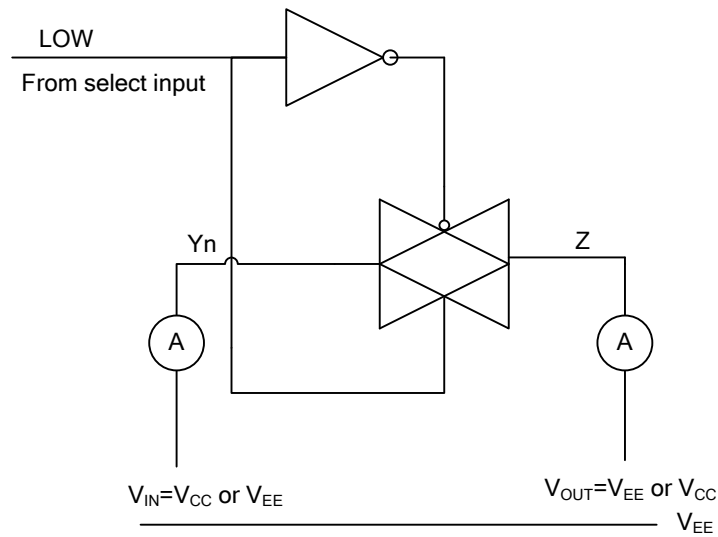 LOW
From select input
Yn
Z
A
A
V_IN=V_CC or V_EE
V_OUT=V_EE or V_CC
V_EE